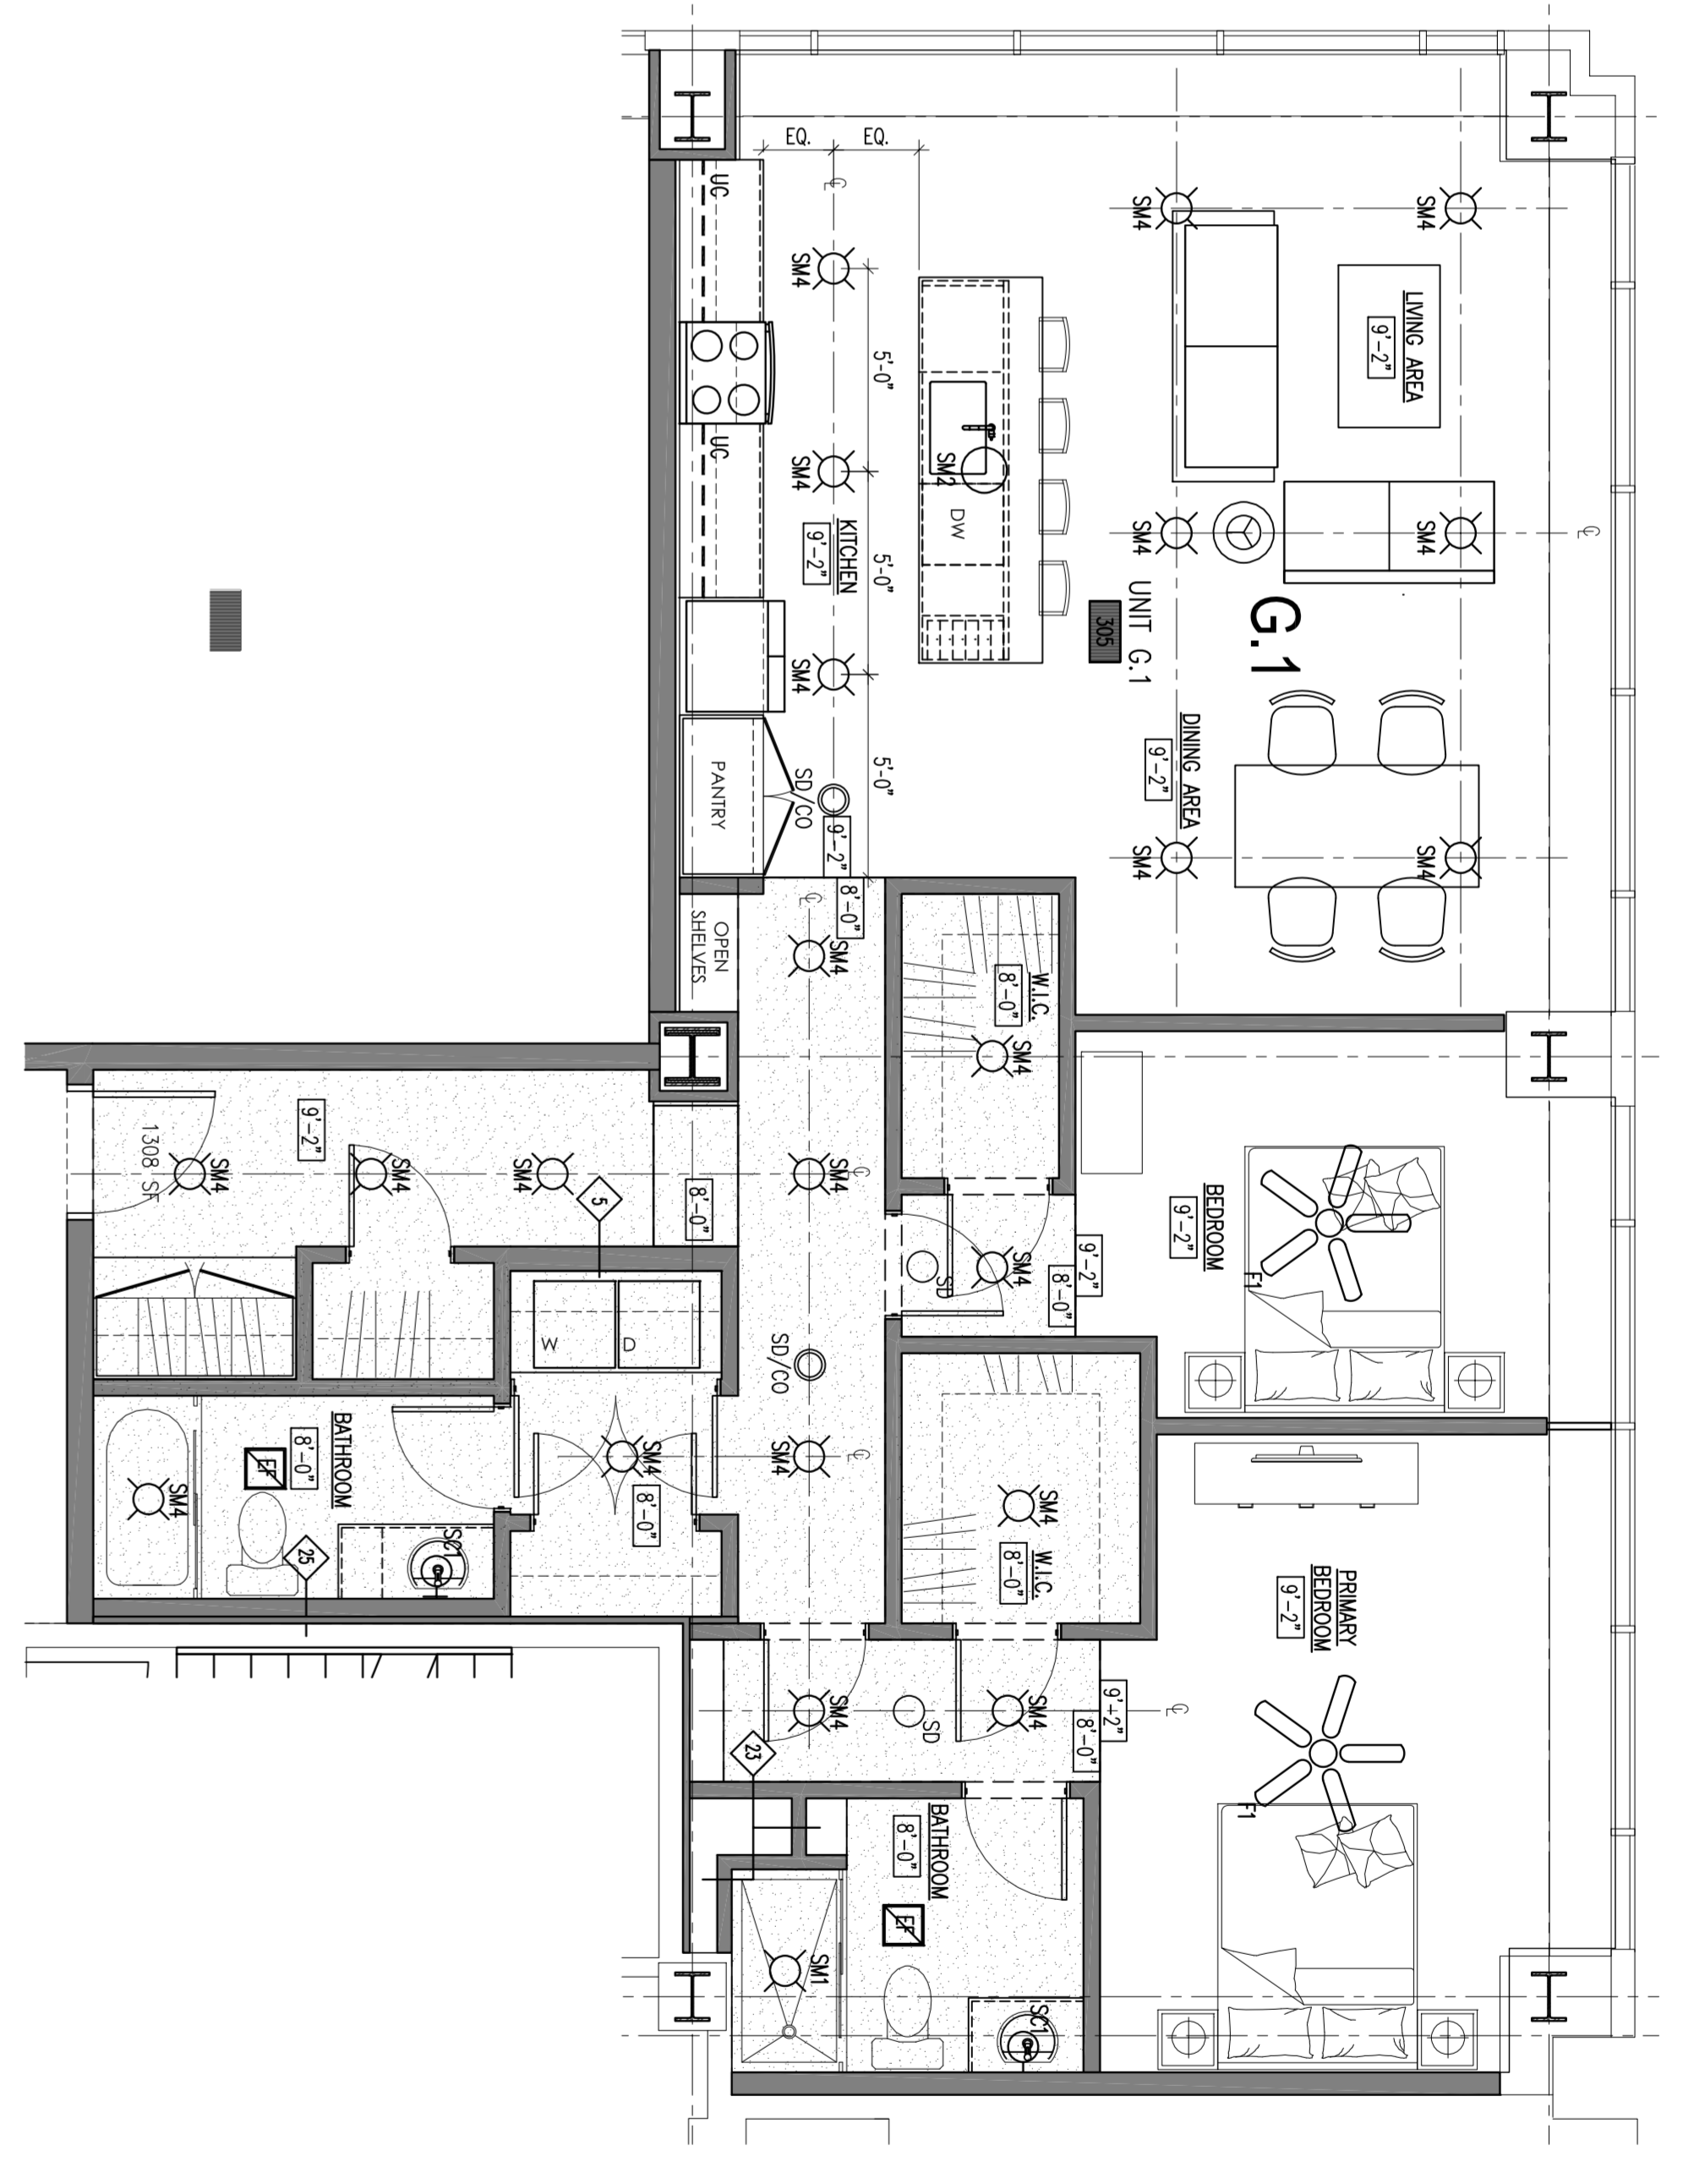 EQ.
EQ.
℄
UC
SM4
SM4
SM4
LIVING AREA
9'-2"
5'-0"
UC
SM4
SM2
DW
KITCHEN
9'-2"
5'-0"
SM4
SM4
℄
UNIT G.1
305
G.1
SM4
5'-0"
PANTRY
SD/CO
9'-2"
DINING AREA
9'-2"
SM4
SM4
8'-0"
℄
OPEN
SHELVES
SM4
W.I.C.
8'-0"
SM4
1308 SF
9'-2"
SM4
SM4
SM4
5
8'-0"
SM4
℄
SD
SM4
9'-2"
8'-0"
BEDROOM
9'-2"
F1
W
D
SD/CO
BATHROOM
8'-0"
EF
SM4
SM4
8'-0"
SM4
℄
SC1
25
SM4
W.I.C.
8'-0"
PRIMARY
BEDROOM
9'-2"
SM4
SD
SM4
9'-2"
8'-0"
℄
23
F1
BATHROOM
8'-0"
EF
SM1
SC1